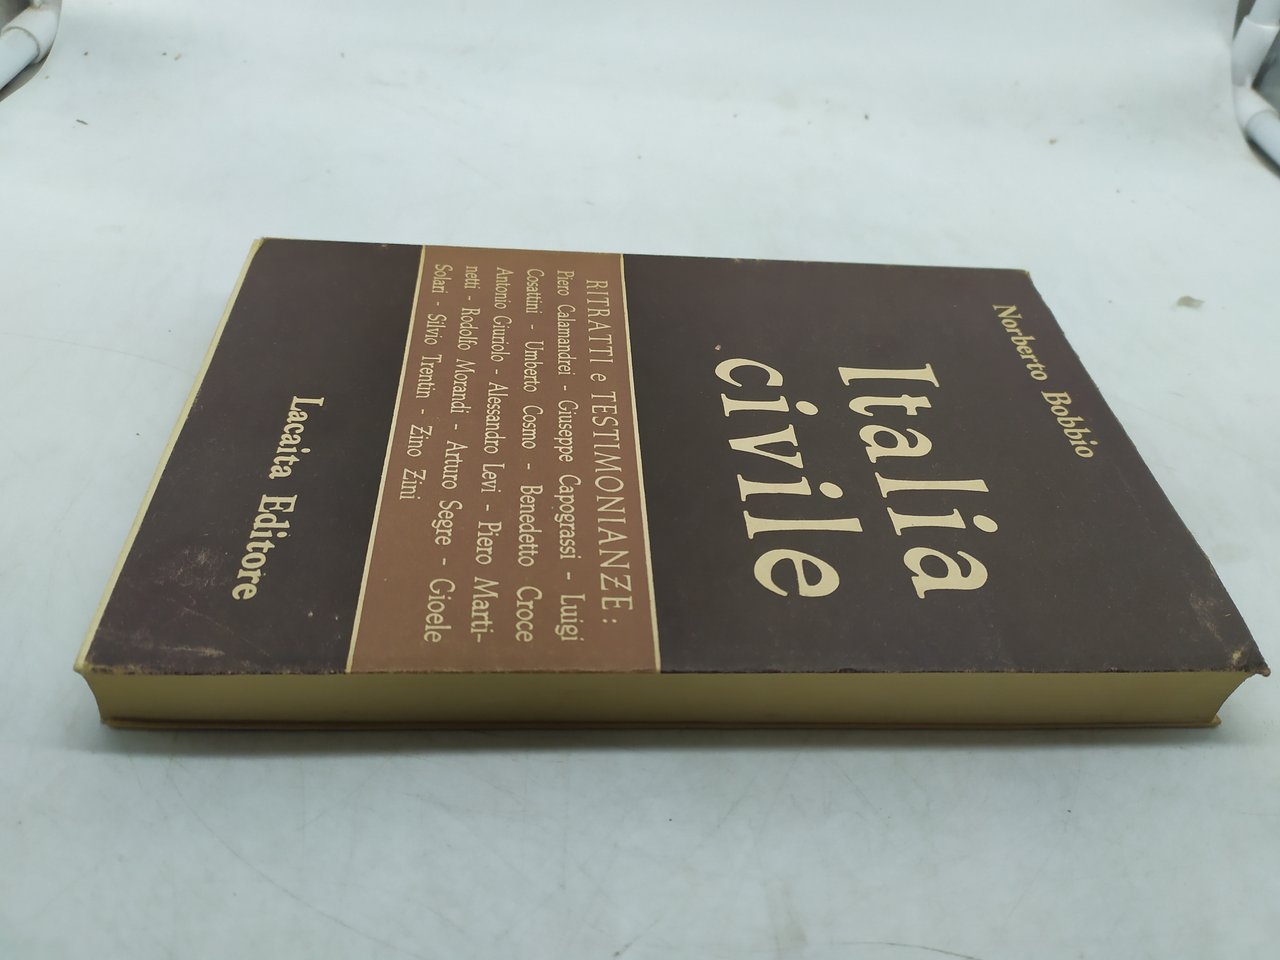 Norberto Bobbio
Italia
civile
RITRATTI e TESTIMONIANZE:
Piero Calamandrei - Giuseppe Capograssi - Luigi
Cosattini - Umberto Cosmo - Benedetto Croce
Antonio Giuriolo - Alessandro Levi - Piero Marti-
netti - Rodolfo Morandi - Arturo Segre - Gioele
Solari - Silvio Trentin - Zino Zini
Lacaita Editore